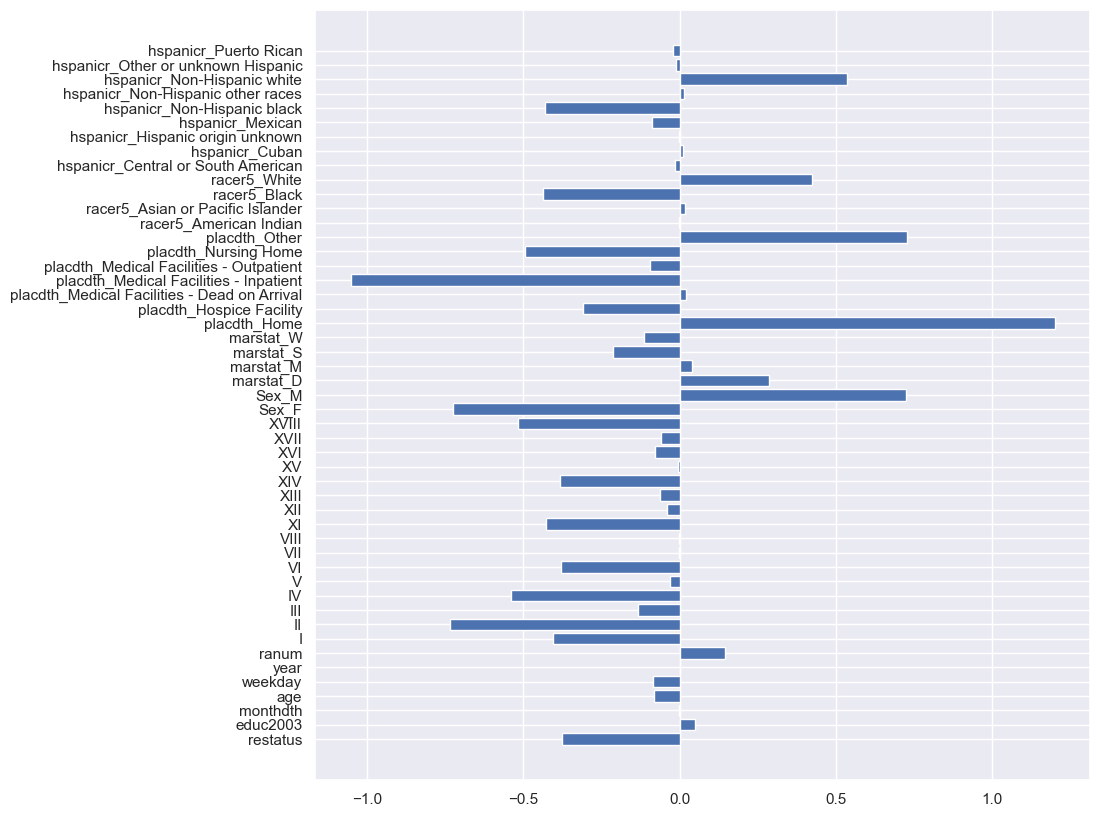 hspanicr_Puerto Rican
hspanicr_Other or unknown Hispanic
hspanicr_Non-Hispanic white
hspanicr_Non-Hispanic other races
hspanicr_Non-Hispanic black
hspanicr_Mexican
hspanicr_Hispanic origin unknown
hspanicr_Cuban
hspanicr_Central or South American
racer5_White
racer5_Black
racer5_Asian or Pacific Islander
racer5_American Indian
placdth_Other
placdth_Nursing Home
placdth_Medical Facilities - Outpatient
placdth_Medical Facilities - Inpatient
placdth_Medical Facilities - Dead on Arrival
placdth_Hospice Facility
placdth_Home
marstat_W
marstat_S
marstat_M
marstat_D
Sex_M
Sex_F
XVIII
XVII
XVI
XV
XIV
XIII
XII
XI
VIII
VII
VI
V
IV
III
II
I
ranum
year
weekday
age
monthdth
educ2003
restatus
−1.0 −0.5 0.0 0.5 1.0